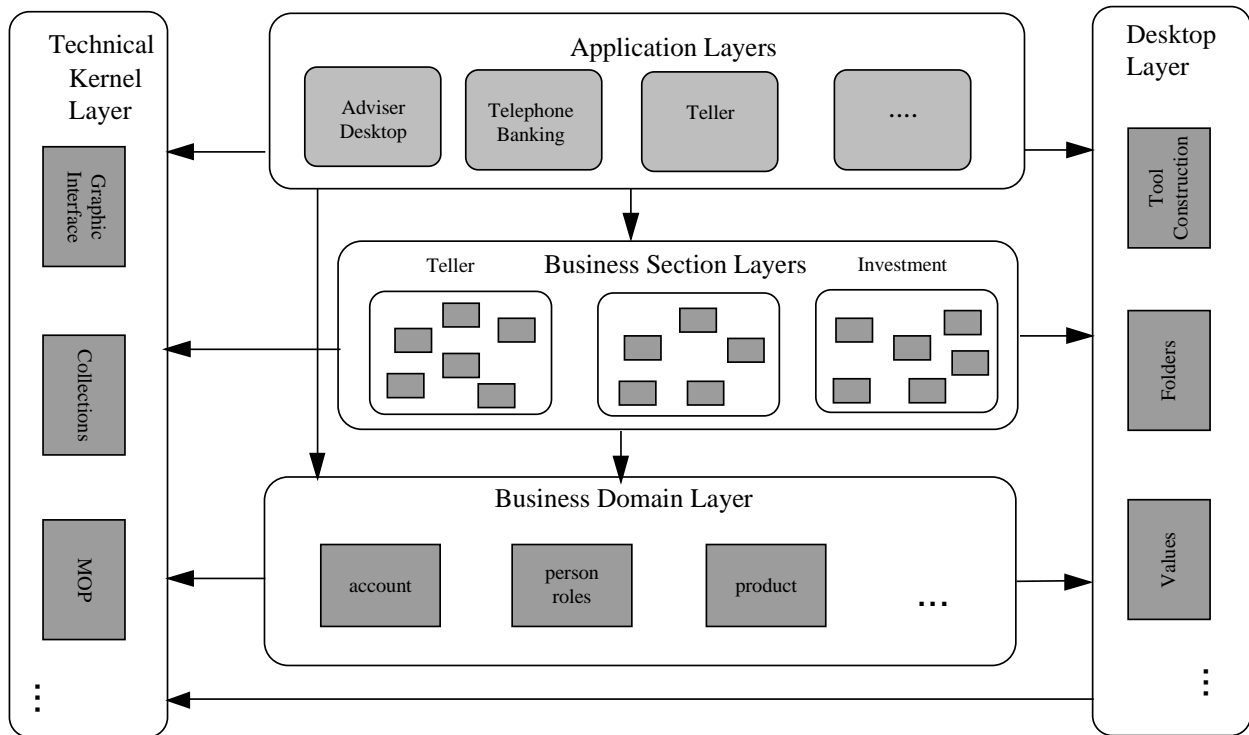 Technical
Kernel
Layer
Graphic
Interface
Collections
MOP
...
Application Layers
Adviser
Desktop
Telephone
Banking
Teller
....
Business Section Layers
Teller
Investment
Business Domain Layer
account
person
roles
product
...
Desktop
Layer
Tool
Construction
Folders
Values
...